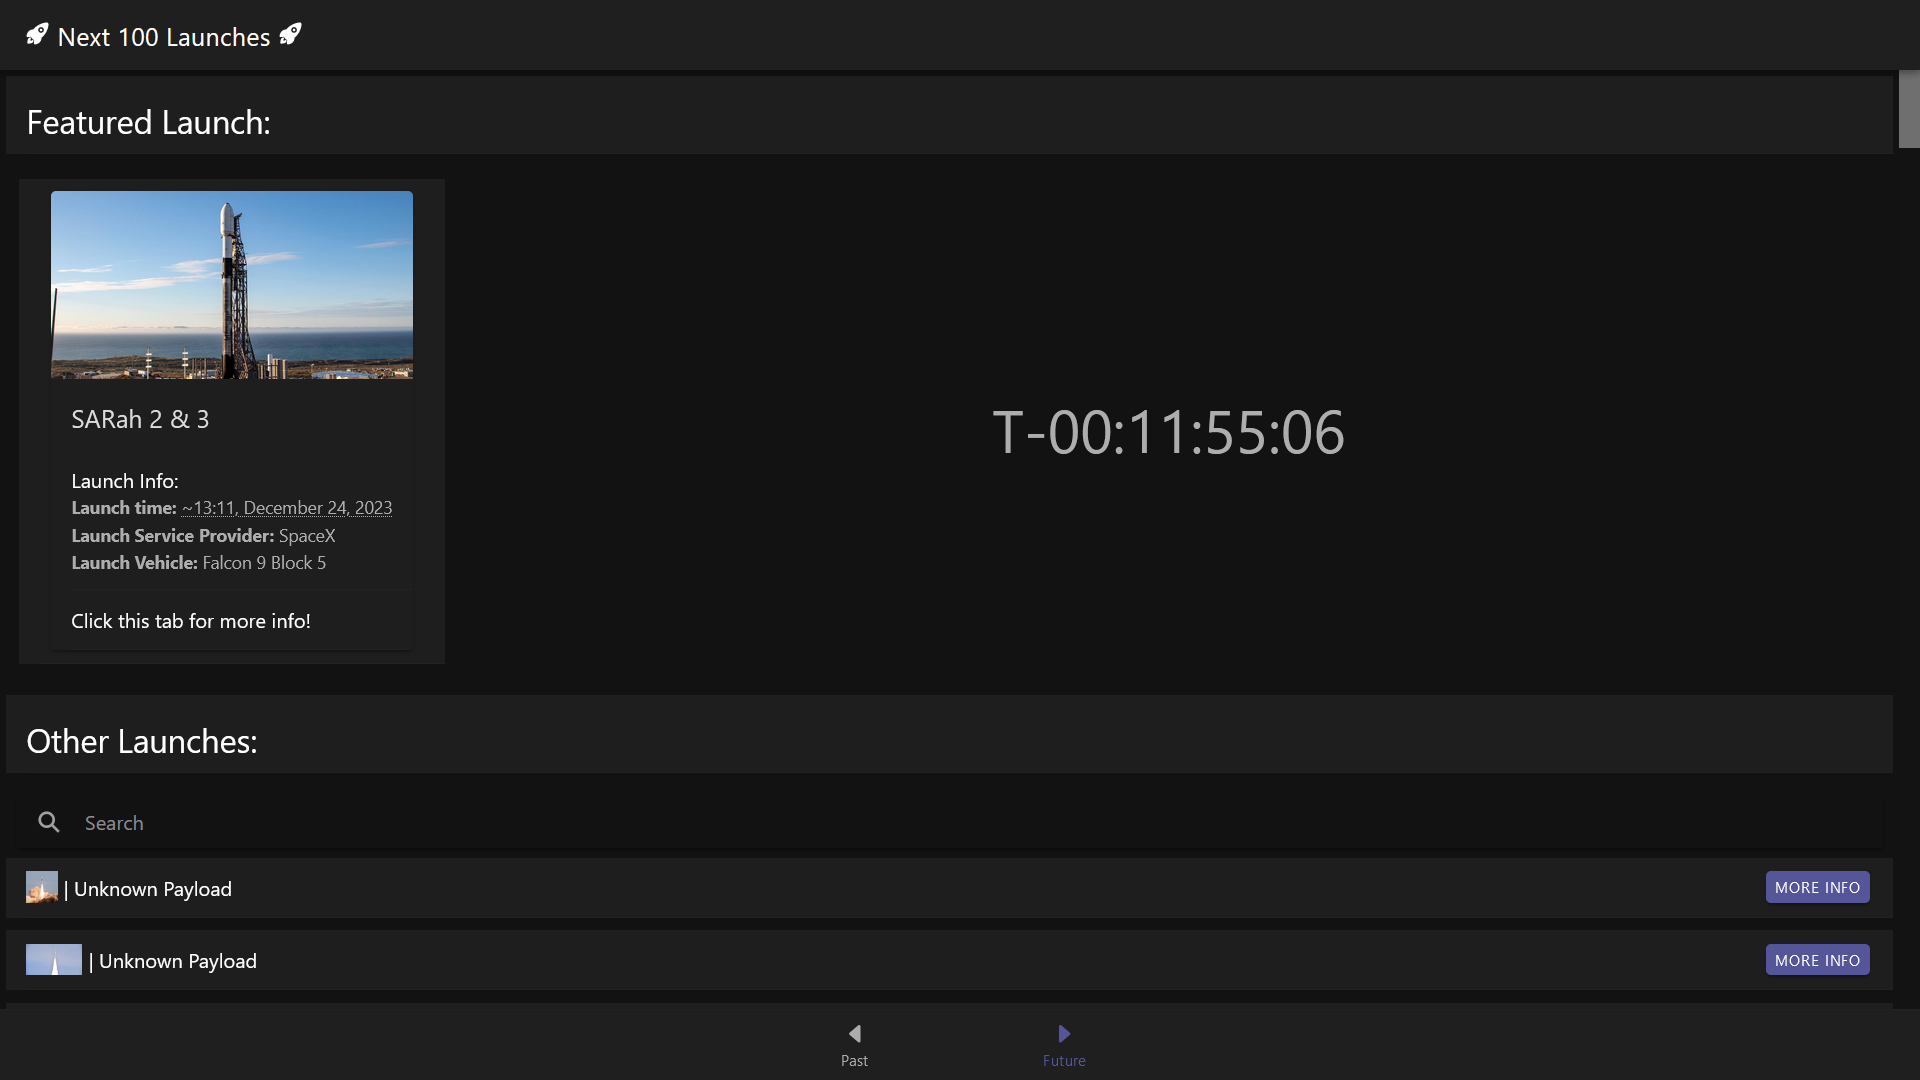 Next 100 Launches
Featured Launch:
SARah 2 & 3
Launch Info:
Launch time: ~13:11, December 24, 2023
Launch Service Provider: SpaceX
Launch Vehicle: Falcon 9 Block 5
Click this tab for more info!
T-00:11:55:06
Other Launches:
Search
| Unknown Payload MORE INFO
| Unknown Payload MORE INFO
Past Future